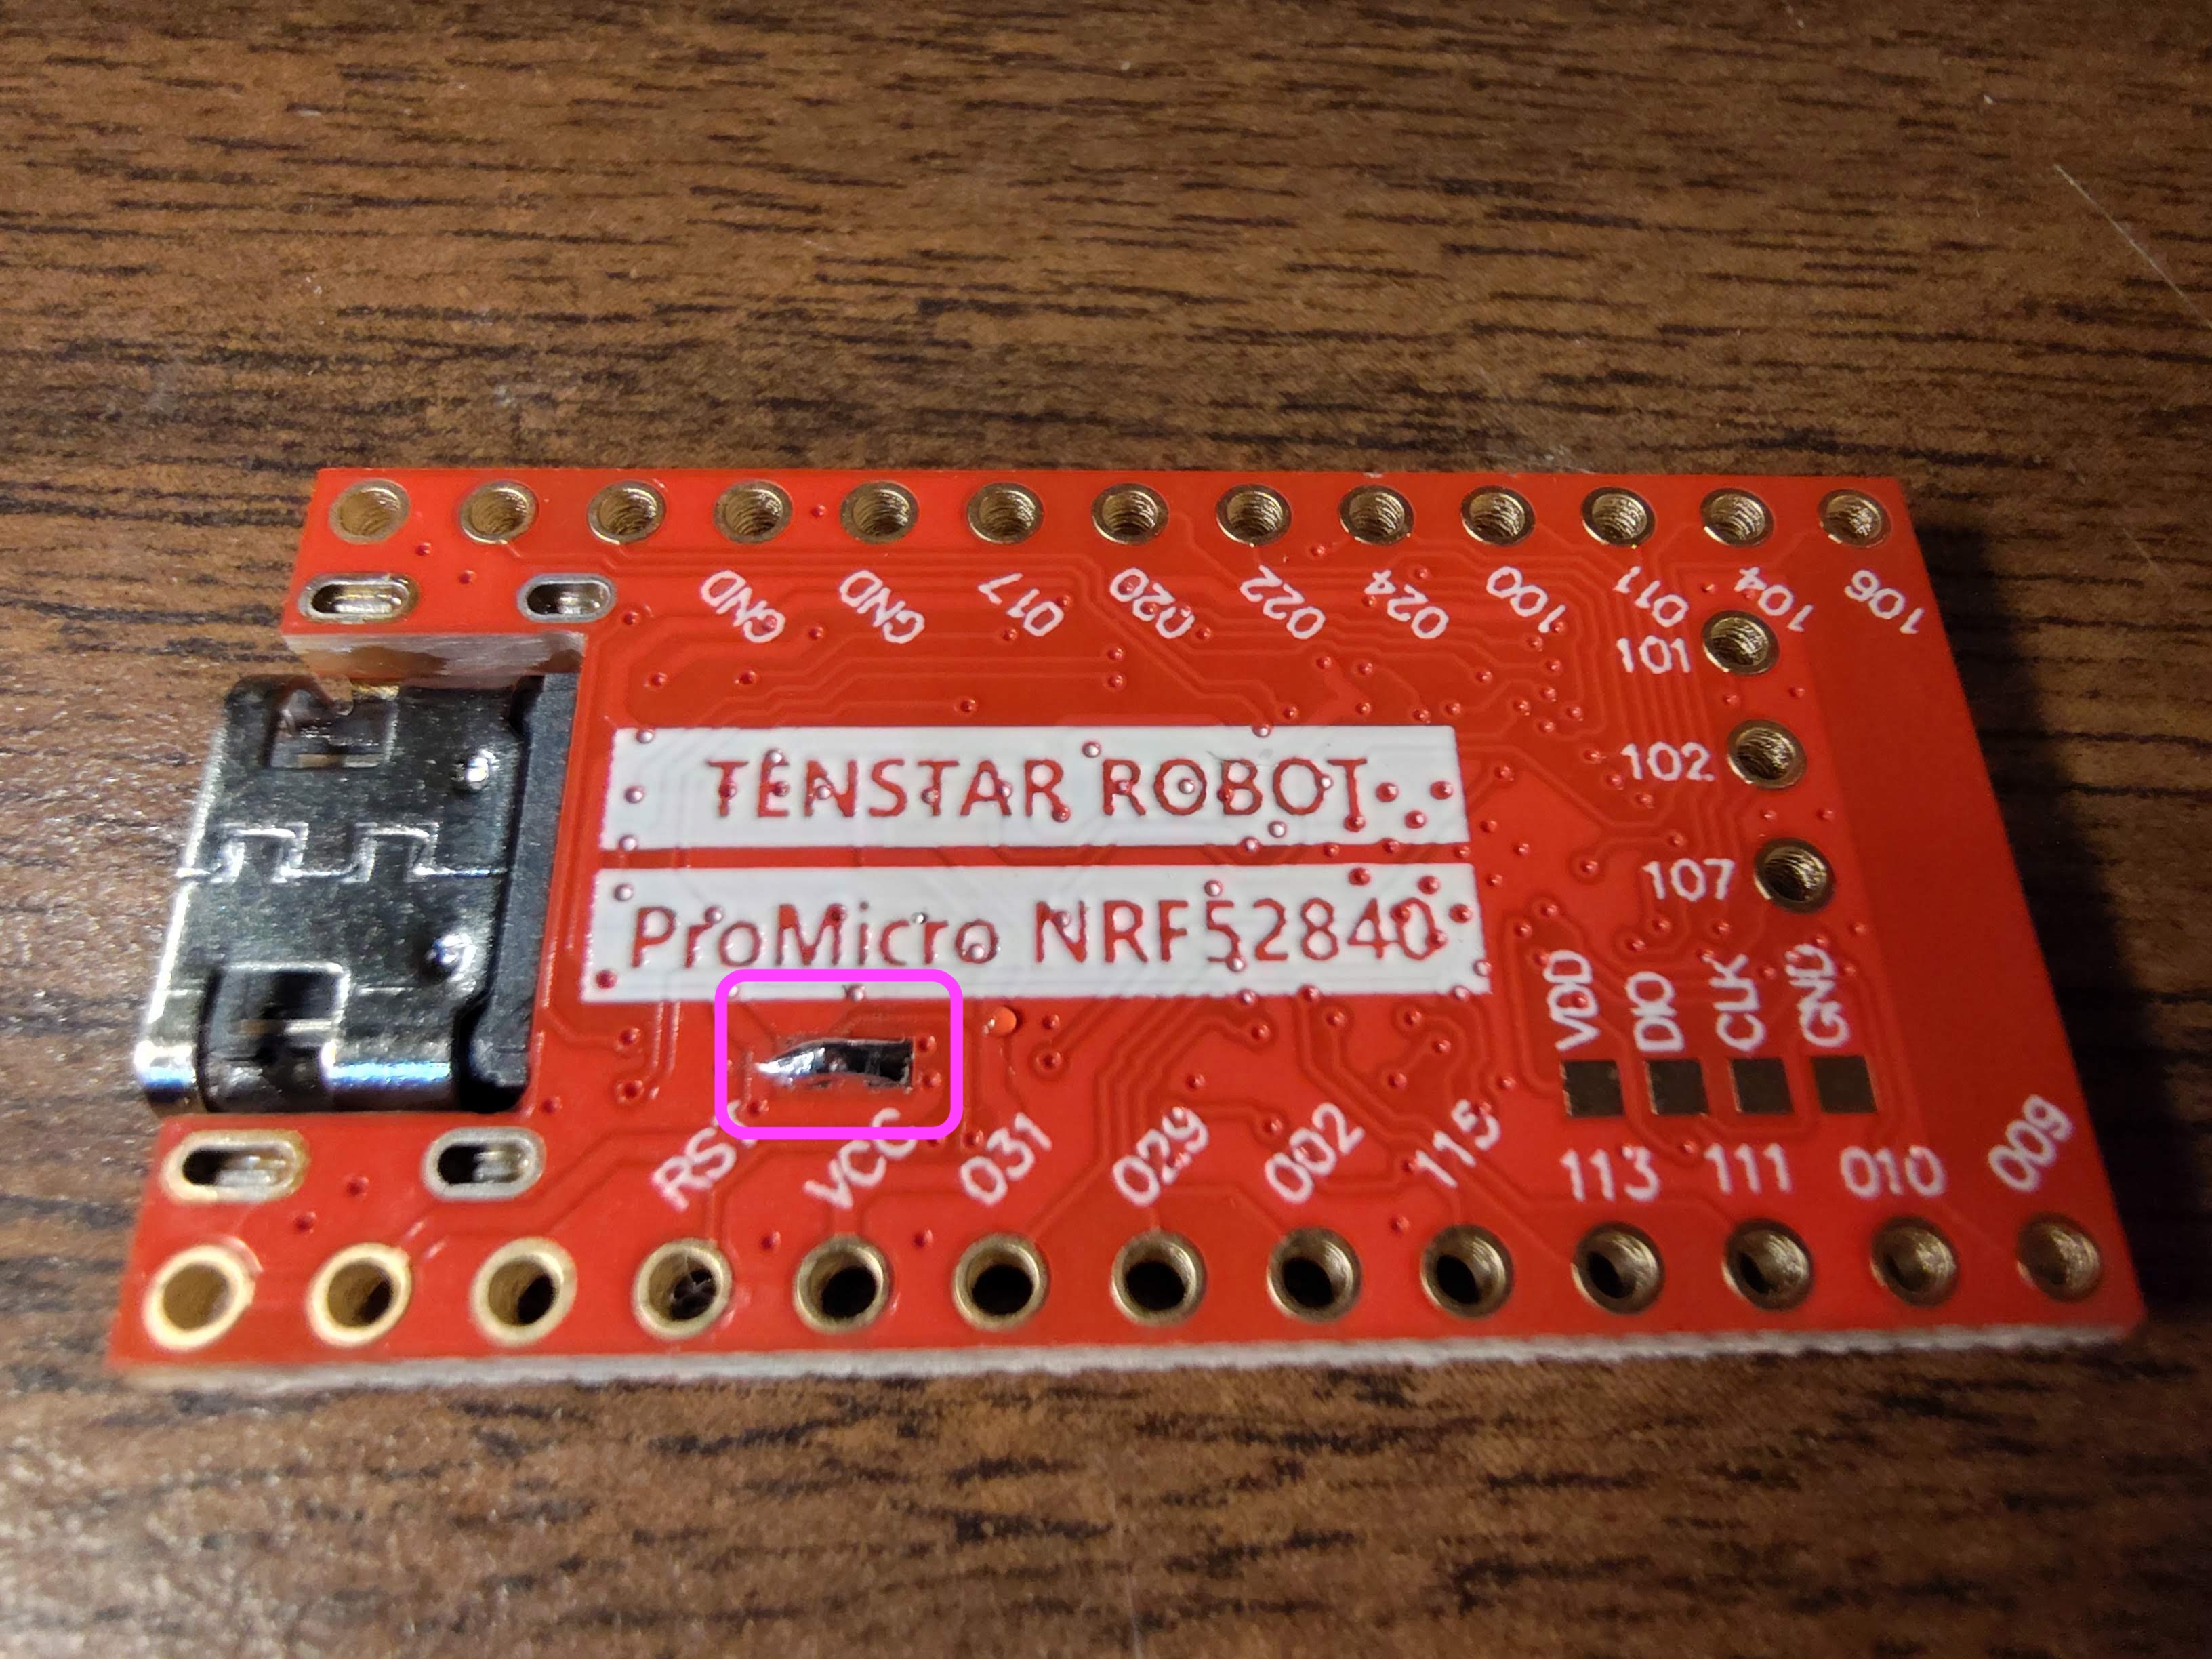 GND GND 017 020 022 024 100 011 104 106
101
TENSTAR ROBOT
102
ProMicro NRF52840
107
VDD DIO CLK GND
RST VCC 031 029 002 115 113 111 010 009